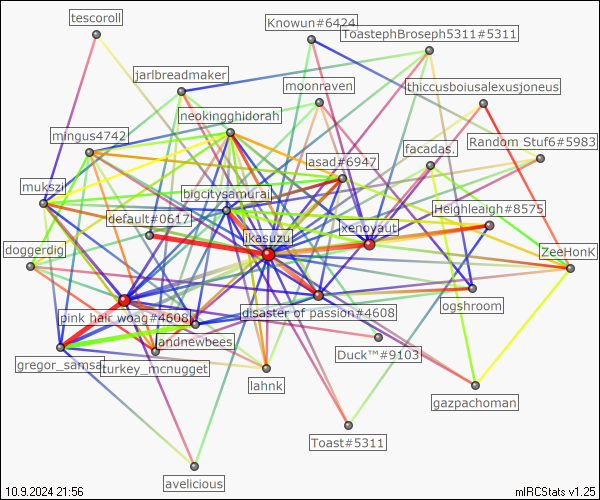 tescoroll
Knowun#6424
ToastephBroseph5311#5311
jarlbreadmaker
moonraven
thiccusboiusalexusjoneus
neokingghidorah
mingus4742
facadas.
Random Stuf6#5983
asad#6947
mukszil
bigcitysamurai
default#0617
xenoyaut
Heighleaigh#8575
ikasuzu
doggerdig
ZeeHonK
pink hair woag#4608
disaster of passion#4608
ogshroom
andnewbees
Duck™#9103
gregor_samsa
turkey_mcnugget
lahnk
gazpachoman
Toast#5311
avelicious
10.9.2024 21:56
mIRCStats v1.25